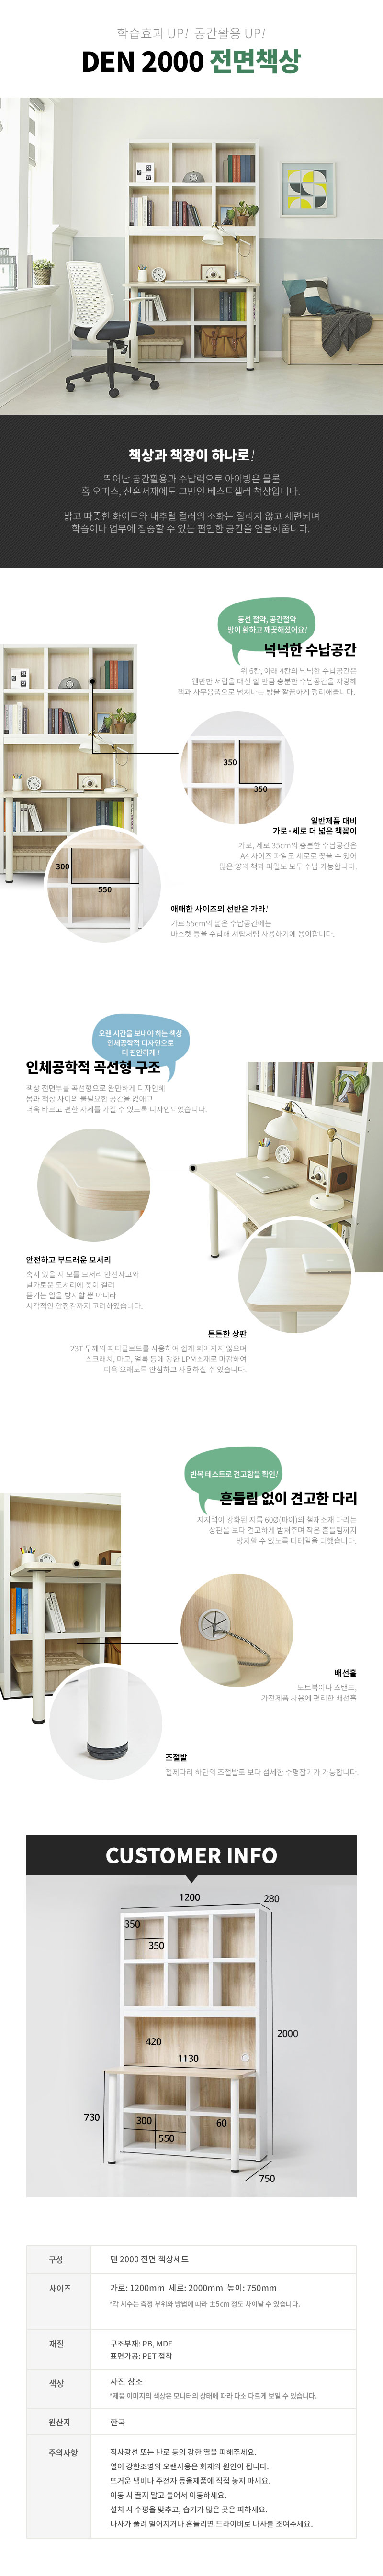 학습효과 UP! 공간활용 UP!
DEN 2000 전면책상
책상과 책장이 하나로!
뛰어난 공간활용과 수납력으로 아이방은 물론
홈 오피스, 신혼서재에도 그만인 베스트셀러 책상입니다.
밝고 따뜻한 화이트와 내추럴 컬러의 조화는 질리지 않고 세련되며
학습이나 업무에 집중할 수 있는 편안한 공간을 연출해줍니다.
동선 절약, 공간절약
방이 환하고 깨끗해졌어요!
넉넉한 수납공간
위 6칸, 아래 4칸의 넉넉한 수납공간은
웬만한 서랍을 대신 할 만큼 충분한 수납공간을 자랑해
책과 사무용품으로 넘쳐나는 방을 깔끔하게 정리해줍니다.
350
350
일반제품 대비
가로·세로 더 넓은 책꽂이
가로, 세로 35cm의 충분한 수납공간은
A4 사이즈 파일도 세로로 꽂을 수 있어
많은 양의 책과 파일도 모두 수납 가능합니다.
300
550
애매한 사이즈의 선반은 가라!
가로 55cm의 넓은 수납공간에는
바스켓 등을 수납해 서랍처럼 사용하기에 용이합니다.
오랜 시간을 보내야 하는 책상
인체공학적 디자인으로
더 편안하게 !
인체공학적 곡선형 구조
책상 전면부를 곡선형으로 완만하게 디자인해
몸과 책상 사이의 불필요한 공간을 없애고
더욱 바르고 편한 자세를 가질 수 있도록 디자인되었습니다.
안전하고 부드러운 모서리
혹시 있을 지 모를 모서리 안전사고와
날카로운 모서리에 옷이 걸려
뜯기는 일을 방지할 뿐 아니라
시각적인 안정감까지 고려하였습니다.
튼튼한 상판
23T 두께의 파티클보드를 사용하여 쉽게 휘어지지 않으며
스크래치, 마모, 얼룩 등에 강한 LPM소재로 마감하여
더욱 오래도록 안심하고 사용하실 수 있습니다.
반복 테스트로 견고함을 확인!
흔들림 없이 견고한 다리
지지력이 강화된 지름 60Ø(파이)의 철재소재 다리는
상판을 보다 견고하게 받쳐주며 작은 흔들림까지
방지할 수 있도록 디테일을 더했습니다.
배선홀
노트북이나 스탠드,
가전제품 사용에 편리한 배선홀
조절발
철제다리 하단의 조절발로 보다 섬세한 수평잡기가 가능합니다.
CUSTOMER INFO
1200
280
350
350
2000
420
1130
730
300
60
550
750
구성 덴 2000 전면 책상세트
사이즈 가로: 1200mm 세로: 2000mm 높이: 750mm
*각 치수는 측정 부위와 방법에 따라 ±5cm 정도 차이날 수 있습니다.
재질 구조부재: PB, MDF
표면가공: PET 접착
색상 사진 참조
*제품 이미지의 색상은 모니터의 상태에 따라 다소 다르게 보일 수 있습니다.
원산지 한국
주의사항 직사광선 또는 난로 등의 강한 열을 피해주세요.
열이 강한조명의 오랜사용은 화재의 원인이 됩니다.
뜨거운 냄비나 주전자 등을제품에 직접 놓지 마세요.
이동 시 끌지 말고 들어서 이동하세요.
설치 시 수평을 맞추고, 습기가 많은 곳은 피하세요.
나사가 풀려 벌어지거나 흔들리면 드라이버로 나사를 조여주세요.